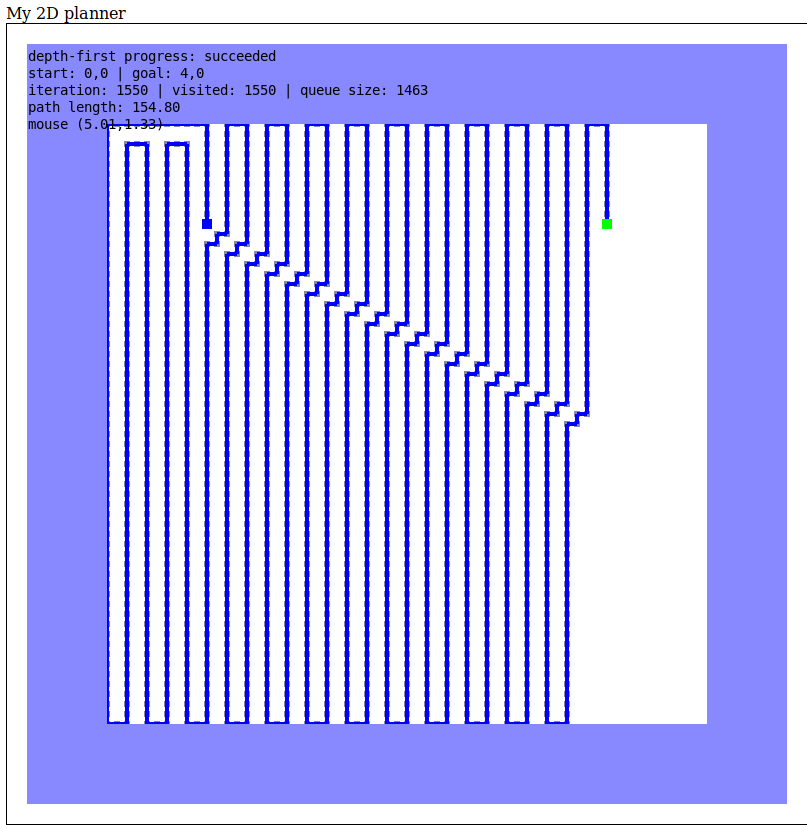 My 2D planner
depth-first progress: succeeded
start: 0,0 | goal: 4,0
iteration: 1550 | visited: 1550 | queue size: 1463
path length: 154.80
mouse (5.01,1.33)